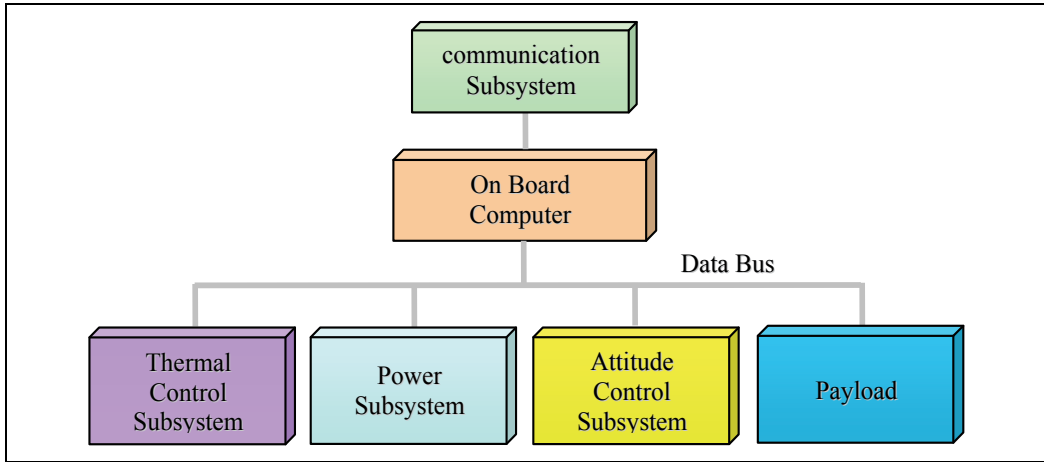 communication
Subsystem
On Board
Computer
Data Bus
Thermal
Control
Subsystem
Power
Subsystem
Attitude
Control
Subsystem
Payload